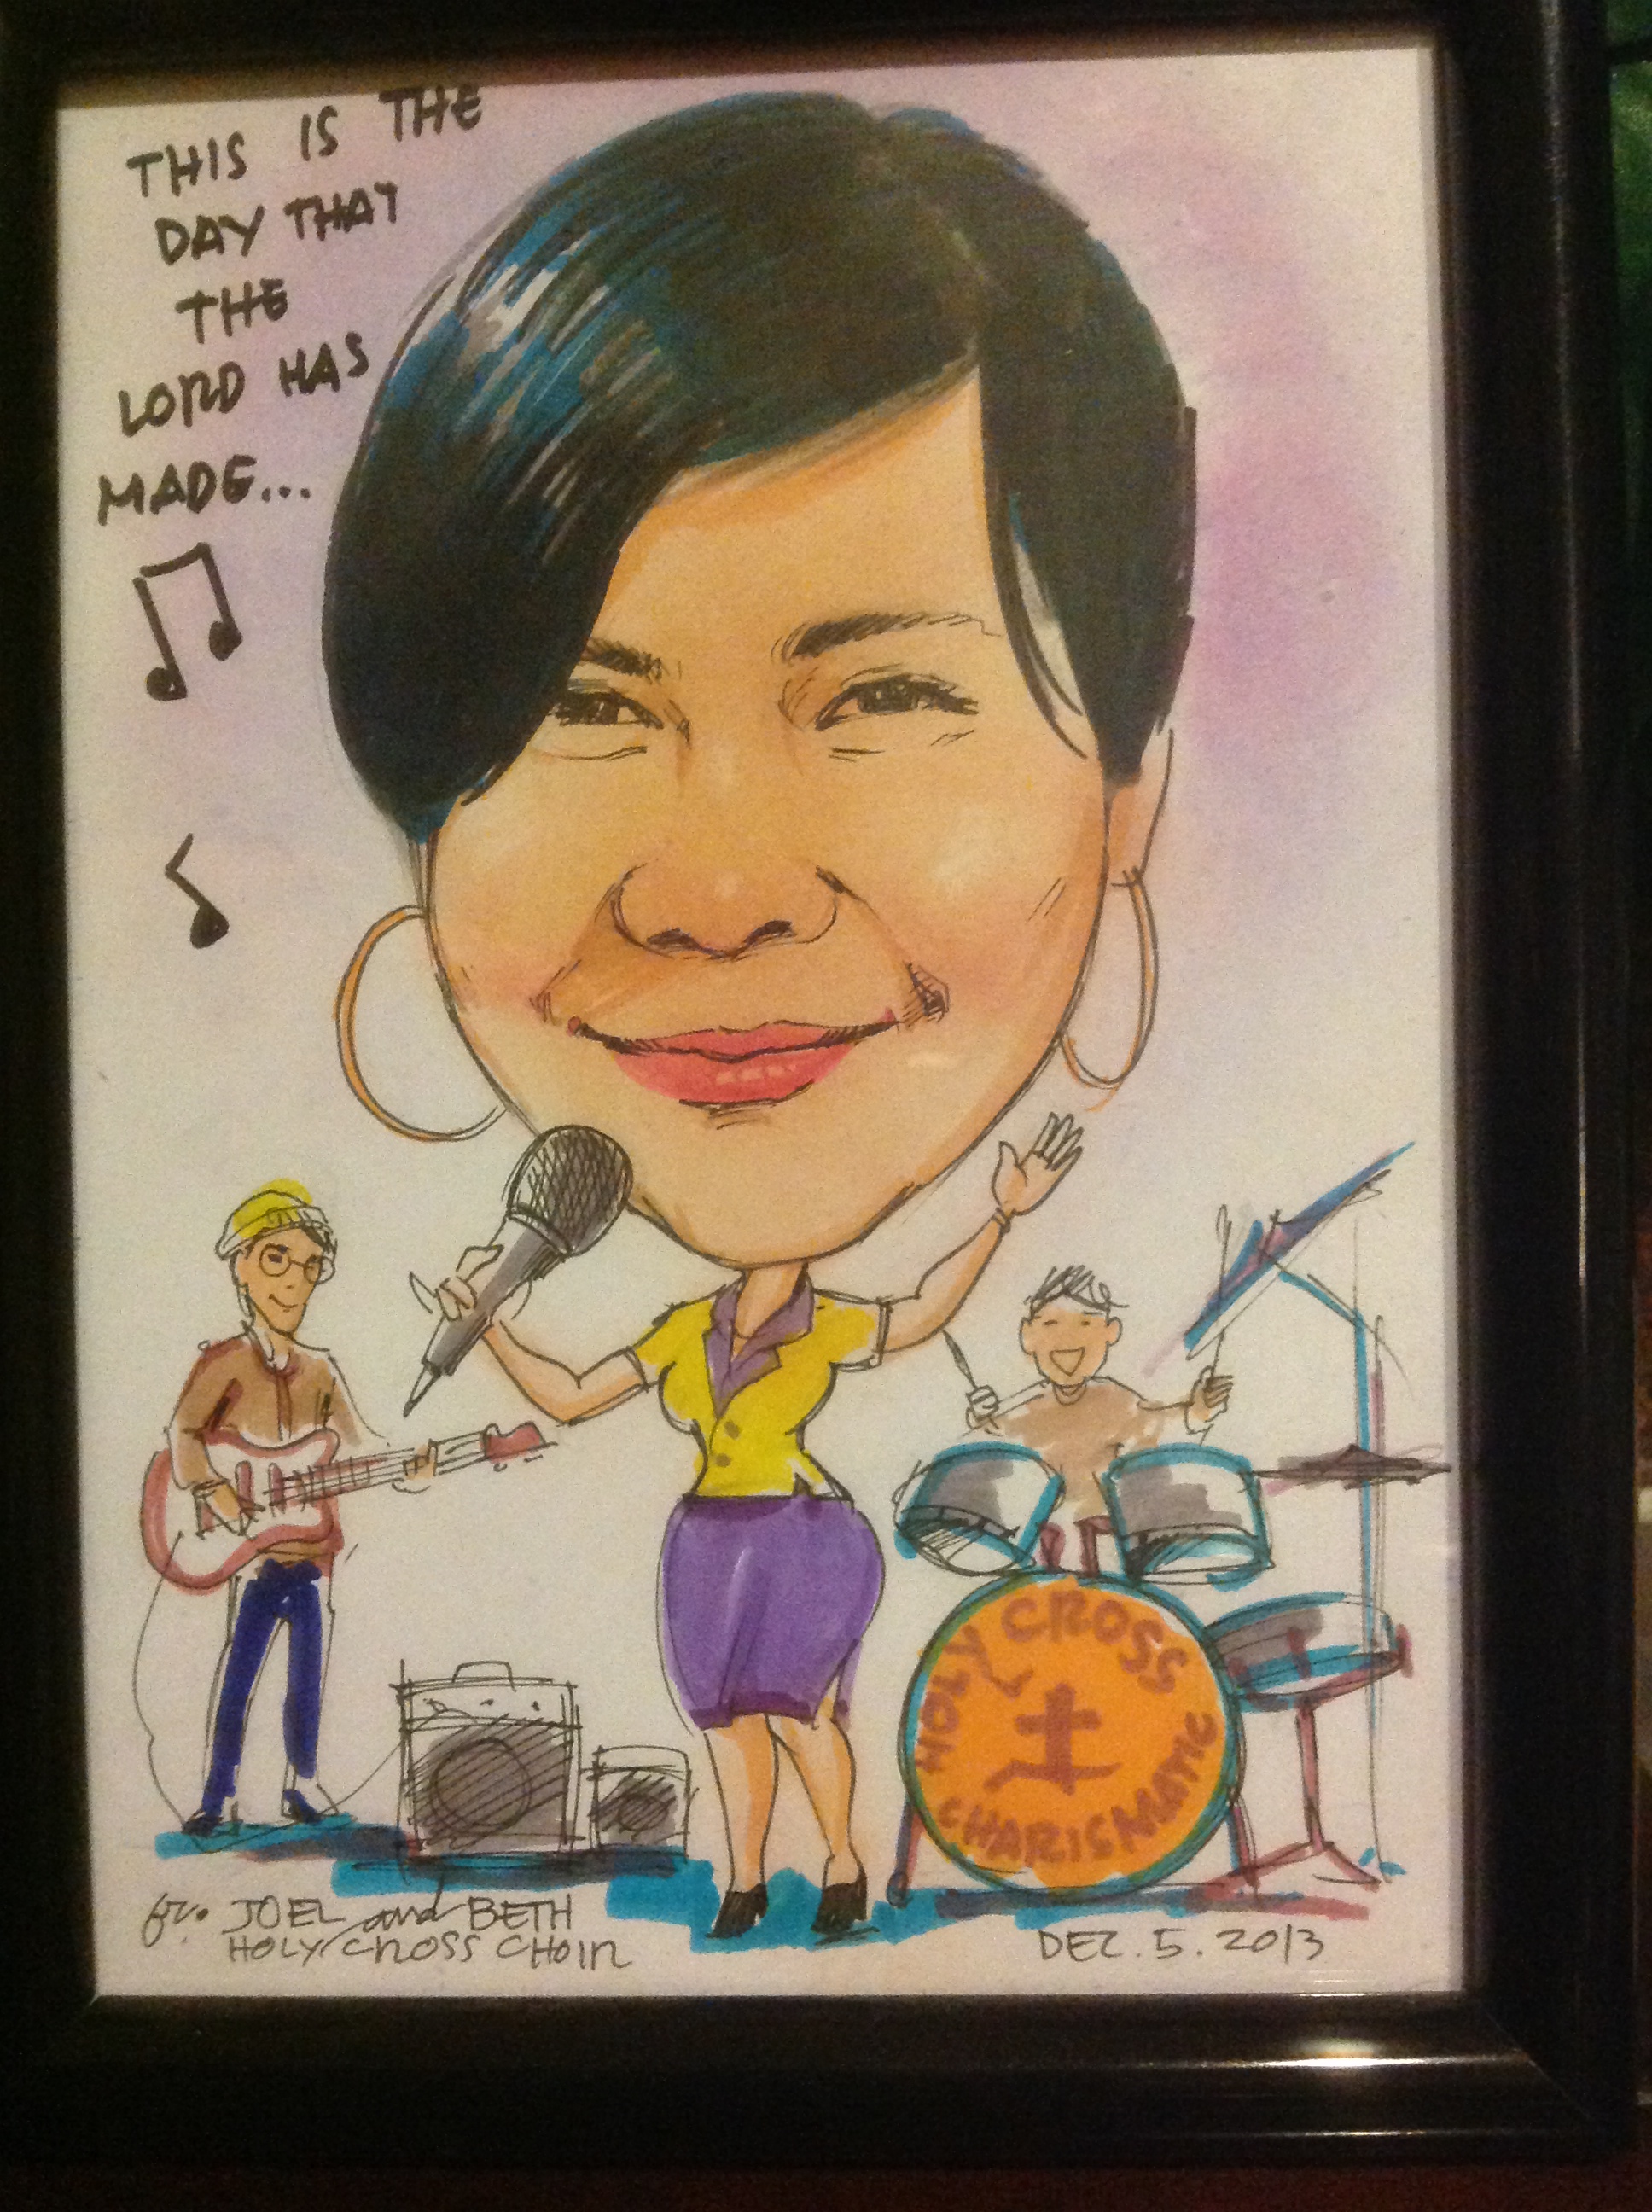 THIS IS THE
DAY THAT
THE
LORD HAS
MADE...
HOLY CROSS
CHARISMATIC
fr. JOEL and BETH
HOLY CROSS CHOIR
DEC. 5. 2013